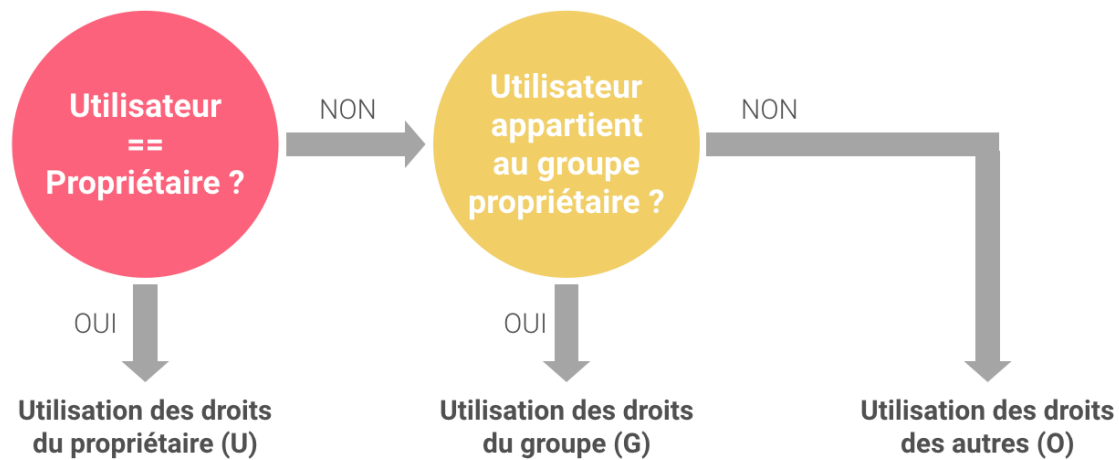 Utilisateur
==
Propriétaire ?
NON
Utilisateur
appartient
au groupe
propriétaire ?
NON
OUI
OUI
Utilisation des droits
du propriétaire (U)
Utilisation des droits
du groupe (G)
Utilisation des droits
des autres (O)